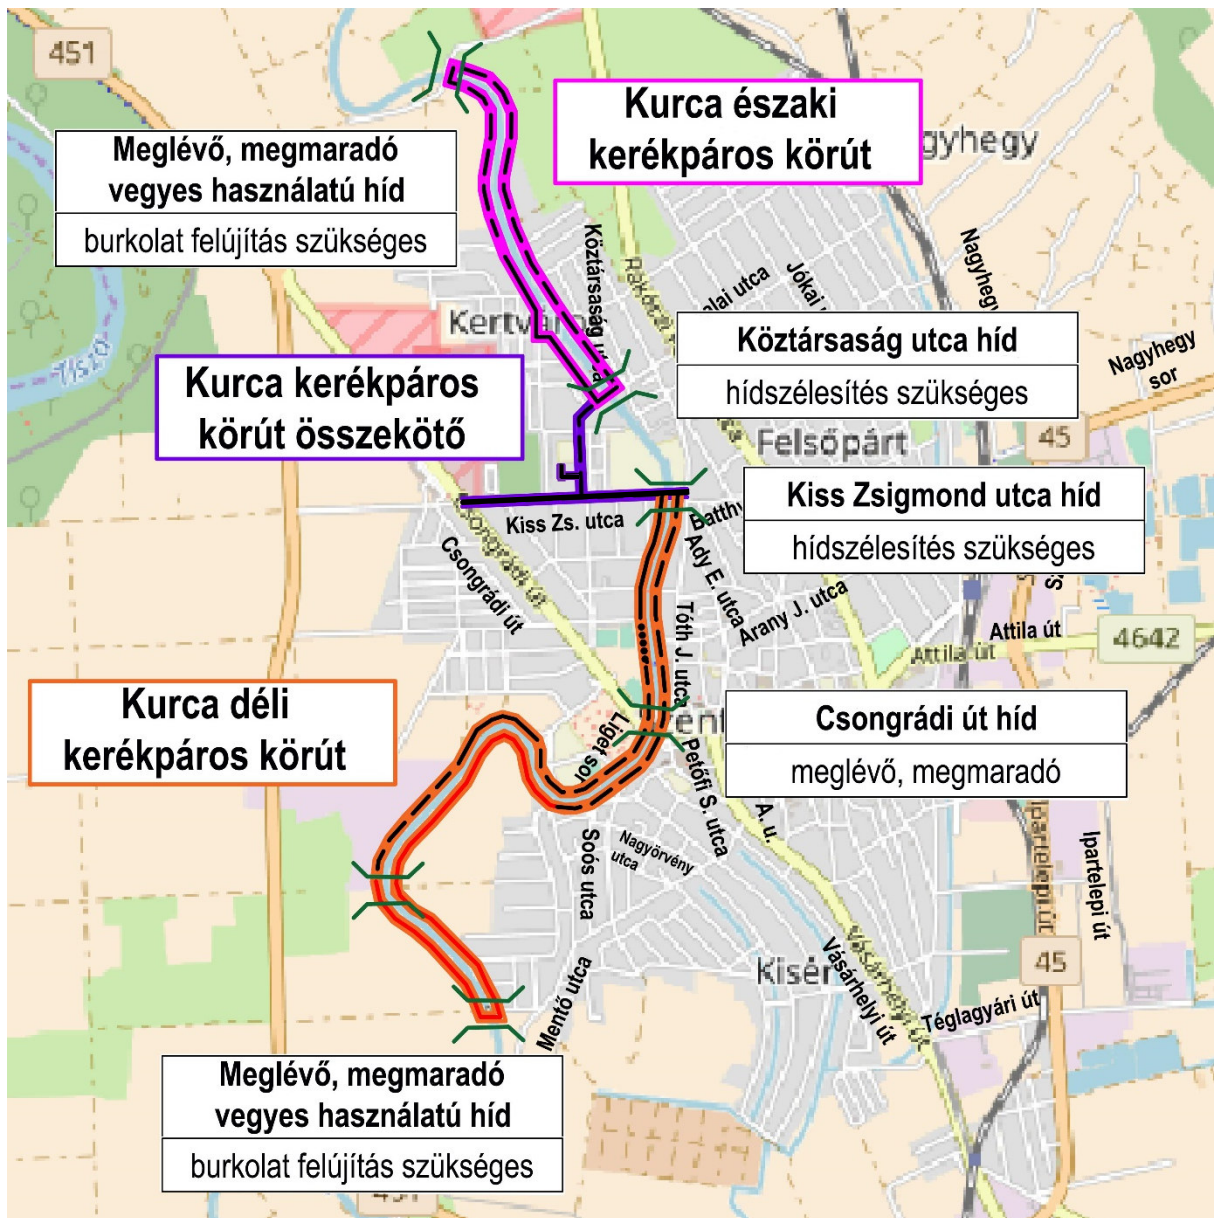 451
Kurca északi
kerékpáros körút
Meglévő, megmaradó
vegyes használatú híd
burkolat felújítás szükséges
Köztársaság utca
Jókai
Nagyhegy
Nagyhegy
sor
Köztársaság utca híd
hídszélesítés szükséges
Kurca kerékpáros
körút összekötő
Felsőpárt
45
Kiss Zsigmond utca híd
hídszélesítés szükséges
Kiss Zs. utca
Csongrádi út
Csongrádi út
Ady E. utca
Arany J. utca
Tóth J. utca
Attila út
Attila út
4642
Kurca déli
kerékpáros körút
Liget sor
Csongrádi út híd
meglévő, megmaradó
Petőfi S. utca
A. u.
Soós utca
Nagyörvény
utca
Ipartelepi út
Ipartelepi út
Kisér
Vásárhelyi út
Vásárhelyi út
45
Téglagyári út
Mentő utca
Meglévő, megmaradó
vegyes használatú híd
burkolat felújítás szükséges